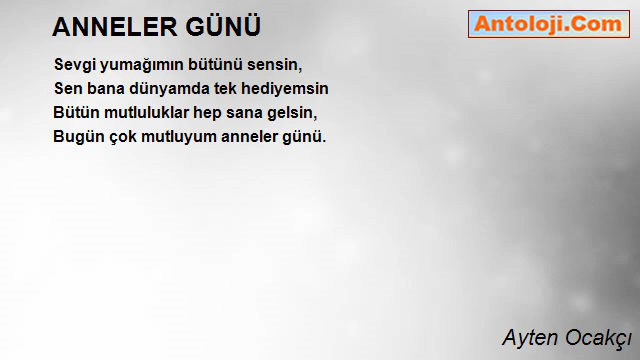 ANNELER GÜNÜ
Antoloji.Com
Sevgi yumağımın bütünü sensin,
Sen bana dünyamda tek hediyemsin
Bütün mutluluklar hep sana gelsin,
Bugün çok mutluyum anneler günü.
Ayten Ocakçı